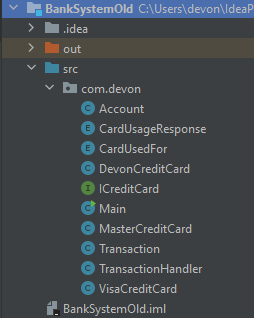 BankSystemOld C:\Users\devon\IdeaP
.idea
out
src
com.devon
C Account
C CardUsageResponse
C CardUsedFor
C DevonCreditCard
I ICreditCard
C Main
C MasterCreditCard
C Transaction
C TransactionHandler
C VisaCreditCard
BankSystemOld.iml